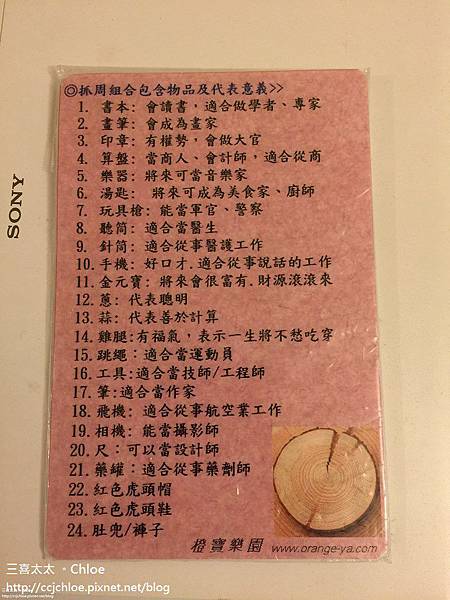 ◎抓周組合包含物品及代表意義>>
1. 書本: 會讀書,適合做學者、專家
2. 畫筆: 會成為畫家
3. 印章: 有權勢,會做大官
4. 算盤: 當商人、會計師,適合從商
5. 樂器: 將來可當音樂家
6. 湯匙: 將來可成為美食家、廚師
7. 玩具槍: 能當軍官、警察
8. 聽筒: 適合當醫生
9. 針筒: 適合從事醫護工作
10.手機: 好口才.適合從事說話的工作
11.金元寶: 將來會很富有.財源滾滾來
12.蔥: 代表聰明
13.蒜: 代表善於計算
14.雞腿:有福氣,表示一生將不愁吃穿
15.跳繩:適合當運動員
16.工具:適合當技師/工程師
17.筆:適合當作家
18.飛機: 適合從事航空業工作
19.相機: 能當攝影師
20.尺:可以當設計師
21.藥罐:適合從事藥劑師
22.紅色虎頭帽
23.紅色虎頭鞋
24.肚兜/褲子
橙寶樂園 www.orange-ya.com
SONY
三喜太太 ・Chloe
http://ccjchloe.pixnet.net/blog
http://ccjchloe.pixnet.net/blog